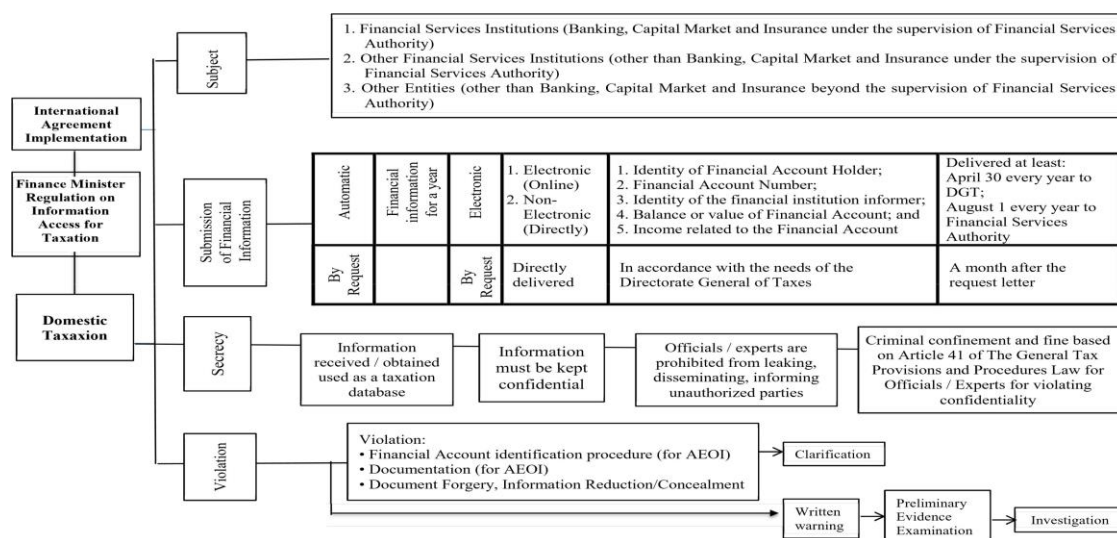 International
Agreement
Implementation
Finance Minister
Regulation on
Information
Access for
Taxation
Domestic
Taxaxion
Subject
1. Financial Services Institutions (Banking, Capital Market and Insurance under the supervision of Financial Services
Authority)
2. Other Financial Services Institutions (other than Banking, Capital Market and Insurance under the supervision of
Financial Services Authority)
3. Other Entities (other than Banking, Capital Market and Insurance beyond the supervision of Financial Services
Authority)
Submission
of Financial
Information
Automatic
Financial
information
for a year
Electronic
1. Electronic
(Online)
2. Non-
Electronic
(Directly)
1. Identity of Financial Account Holder;
2. Financial Account Number;
3. Identity of the financial institution informer;
4. Balance or value of Financial Account; and
5. Income related to the Financial Account
Delivered at least:
April 30 every year to
DGT;
August 1 every year to
Financial Services
Authority
By
Request
By
Request
Directly
delivered
In accordance with the needs of the
Directorate General of Taxes
A month after the
request letter
Secrecy
Information
received / obtained
used as a taxation
database
Information
must be kept
confidential
Officials / experts are
prohibited from leaking,
disseminating, informing
unauthorized parties
Criminal confinement and fine based
on Article 41 of The General Tax
Provisions and Procedures Law for
Officials / Experts for violating
confidentiality
Violation
Violation:
• Financial Account identification procedure (for AEOI)
• Documentation (for AEOI)
• Document Forgery, Information Reduction/Concealment
Clarification
Written
warning
Preliminary
Evidence
Examination
Investigation